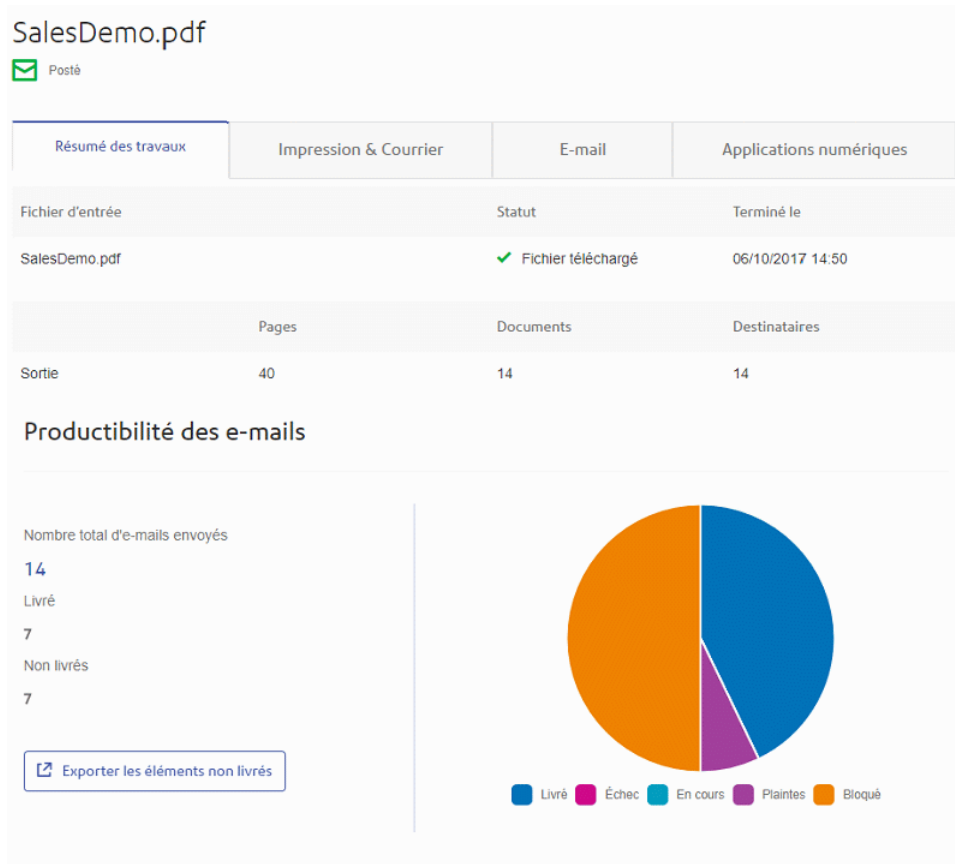 SalesDemo.pdf
Posté
Résumé des travaux Impression & Courrier E-mail Applications numériques
Fichier d'entrée Statut Terminé le
SalesDemo.pdf Fichier téléchargé 06/10/2017 14:50
Pages Documents Destinataires
Sortie 40 14 14
Productibilité des e-mails
Nombre total d'e-mails envoyés
14
Livré
7
Non livrés
7
Exporter les éléments non livrés
Livré Échec En cours Plaintes Bloqué